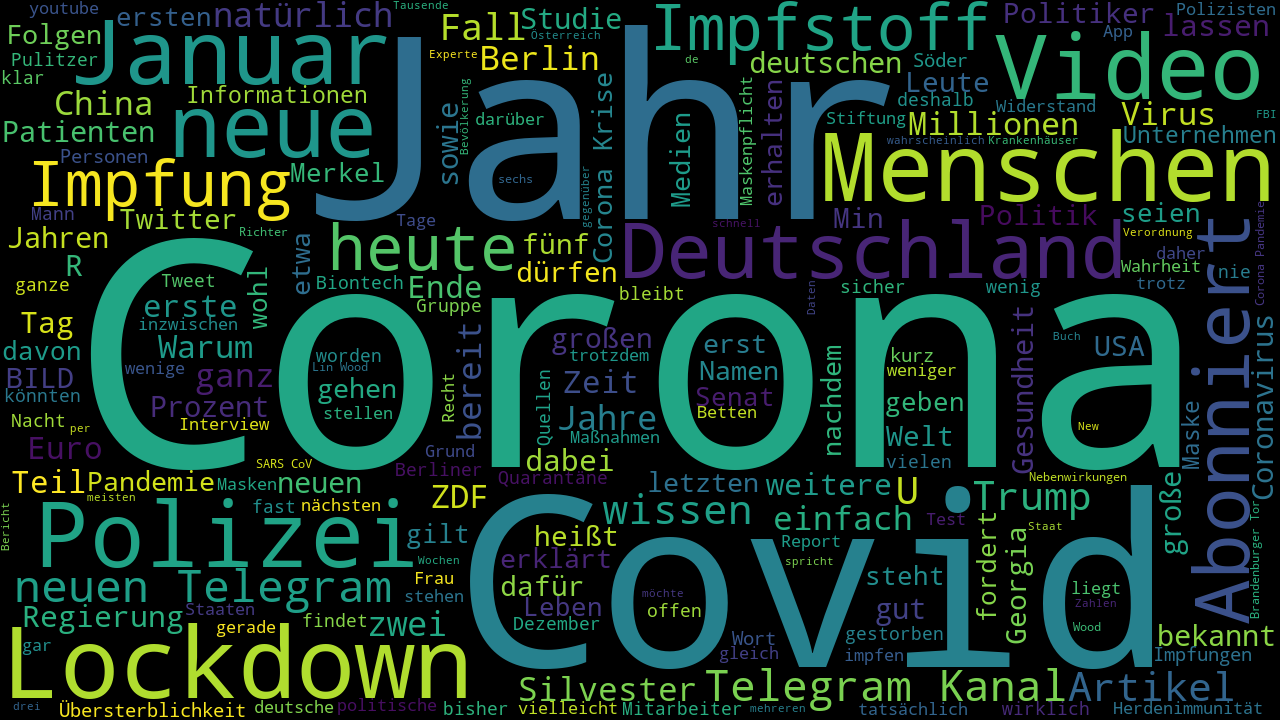 youtube
ersten
natürlich
Tausende
Fall
Studie
Österreich
Impfstoff
Politiker
Polizisten
App
lassen
Folgen
Januar
Jahr
Experte
Berlin
de
deutschen
Söder
Video
Pulitzer
klar
China
Informationen
neue
sowie
Bevölkerung
darüber
Corona Krise
Medien
Maskenpflicht
erhalten
Leute
deshalb
Stiftung
Millionen
Widerstand
Virus
FBI
Patienten
Unternehmen
wahrscheinlich
Krankenhäuser
Personen
Impfung
Merkel
sechs
gegenüber
Menschen
Mann
Twitter
Richter
Tage
schnell
Min
Politik
seien
Verordnung
Jahren
R
heute
fünf
Deutschland
daher
ganze
Tweet
wohl
etwa
Biontech
Ende
dürfen
Gruppe
bleibt
Daten
sicher
wenig
Wahrheit
trotz
nie
Corona Pandemie
Abonniert
Corona
Tag
erste
inzwischen
davon
Warum
worden
Lin Wood
bereit
großen
trotzdem
erst
kurz
weniger
Gesundheit
Buch
USA
Coronavirus
BILD
wenige
ganz
gehen
Zeit
Namen
nachdem
könnten
Prozent
stellen
Recht
Quellen
Jahre
Senat
Betten
geben
Maske
Nacht
per
Interview
Maßnahmen
Welt
New
Euro
SARS CoV
Grund
Berliner
dabei
vielen
Teil
Pandemie
Masken
neuen
Quarantäne
letzten
weitere
U
Nebenwirkungen
meisten
fast
nächsten
ZDF
wissen
einfach
Trump
große
Bericht
Polizei
gilt
heißt
Report
Test
fordert
Georgia
Staat
Brandenburger Tor
Wochen
erklärt
spricht
Covid
neuen
Telegram
Frau
stehen
dafür
möchte
steht
liegt
Zahlen
Regierung
Staaten
findet
zwei
Leben
offen
gut
Wood
gerade
Dezember
Wort
gestorben
bekannt
gar
Lockdown
gleich
impfen
Impfungen
Silvester
Telegram Kanal
Artikel
drei
Übersterblichkeit
deutsche
politische
bisher
vielleicht
Mitarbeiter
mehreren
tatsächlich
wirklich
Herdenimmunität